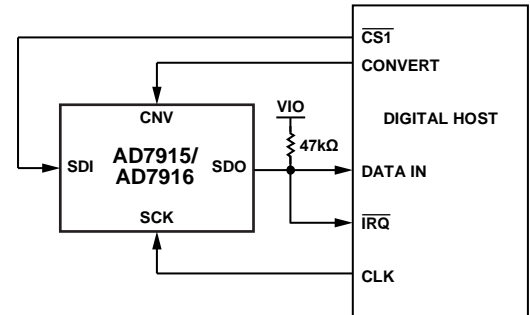 CS1
CONVERT
CNV
VIO
DIGITAL HOST
47kΩ
AD7915/
AD7916
SDI
SDO
DATA IN
SCK
IRQ
CLK